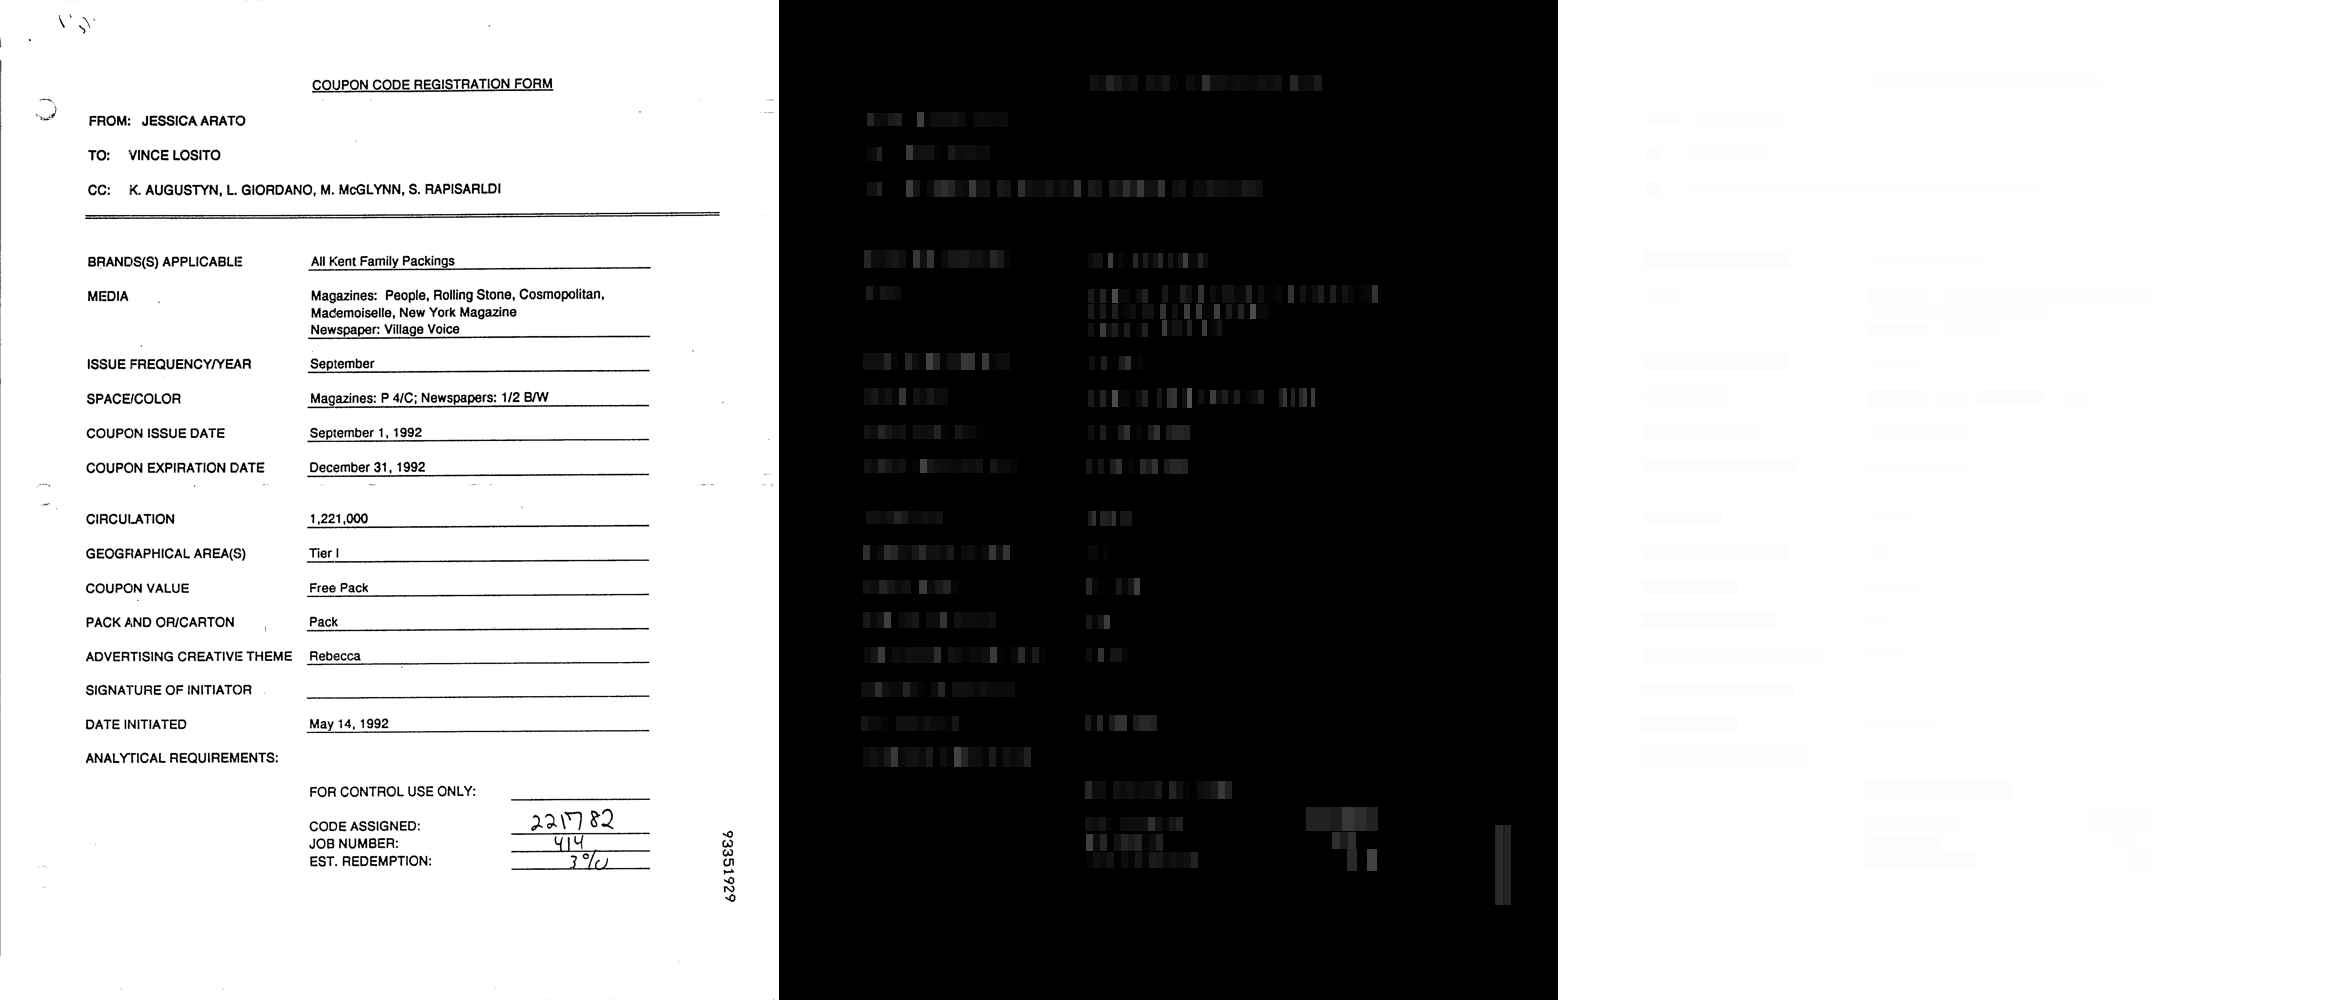 COUPON CODE REGISTRATION FORM
FROM: JESSICA ARATO
TO: VINCE LOSITO
CC: K. AUGUSTYN, L. GIORDANO, M. McGLYNN, S. RAPISARLDI
BRANDS(S) APPLICABLE All Kent Family Packings
MEDIA Magazines: People, Rolling Stone, Cosmopolitan,
Mademoiselle, New York Magazine
Newspaper: Village Voice
ISSUE FREQUENCY/YEAR September
SPACE/COLOR Magazines: P 4/C; Newspapers: 1/2 B/W
COUPON ISSUE DATE September 1, 1992
COUPON EXPIRATION DATE December 31, 1992
CIRCULATION 1,221,000
GEOGRAPHICAL AREA(S) Tier I
COUPON VALUE Free Pack
PACK AND OR/CARTON Pack
ADVERTISING CREATIVE THEME Rebecca
SIGNATURE OF INITIATOR
DATE INITIATED May 14, 1992
ANALYTICAL REQUIREMENTS:
FOR CONTROL USE ONLY:
CODE ASSIGNED:
JOB NUMBER: 414
EST. REDEMPTION: 3%
93351929